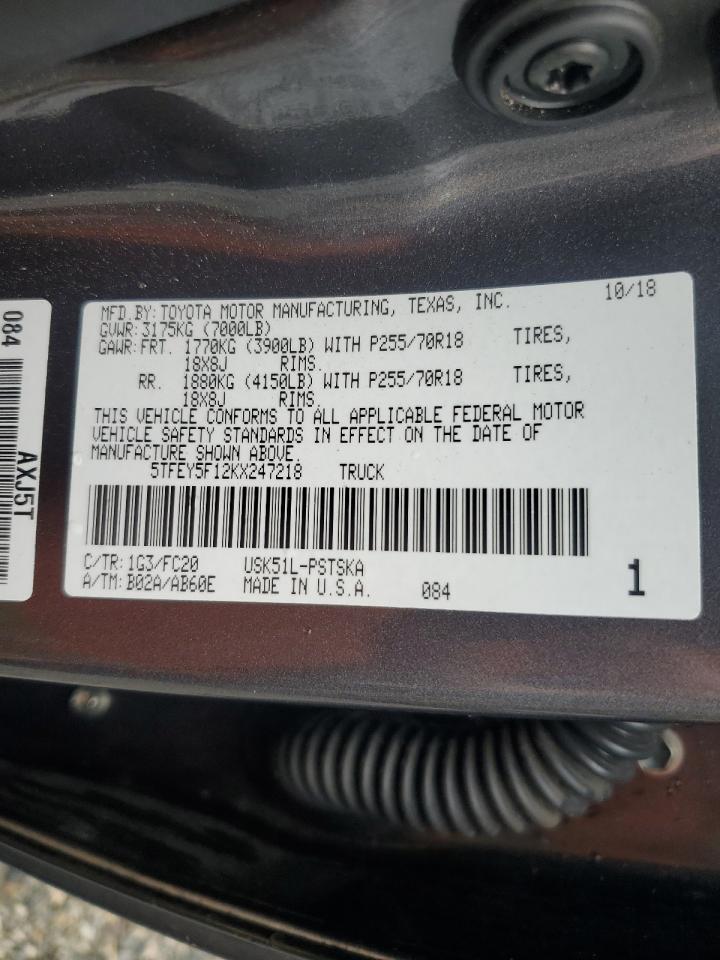 MFD.BY:TOYOTA MOTOR MANUFACTURING, TEXAS, INC. 10/18
GVWR:3175KG (7000LB)
GAWR:FRT. 1770KG (3900LB) WITH P255/70R18 TIRES,
18X8J RIMS.
RR. 1880KG (4150LB) WITH P255/70R18 TIRES,
18X8J RIMS.
THIS VEHICLE CONFORMS TO ALL APPLICABLE FEDERAL MOTOR
VEHICLE SAFETY STANDARDS IN EFFECT ON THE DATE OF
MANUFACTURE SHOWN ABOVE.
5TFEY5F12KX247218 TRUCK
C/TR:1G3/FC20 USK51L-PSTSKA
A/TM:B02A/AB60E MADE IN U.S.A. 084 1
084
AXJ5T